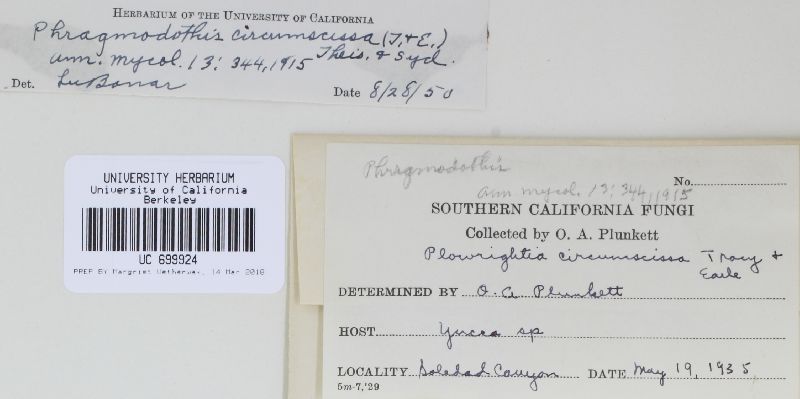 HERBARIUM OF THE UNIVERSITY OF CALIFORNIA
Phragmodothis circumscissa (T. & E.)
ann. mycol. 13: 344, 1915 Theis. & Syd.
Det. Lee Bonar Date 8/28/50
UNIVERSITY HERBARIUM
University of California
Berkeley
UC 699924
PREP BY Margriet Wetherwax, 14 Mar 2016
Phragmodothis
No.
ann mycol. 13: 344, 1915
SOUTHERN CALIFORNIA FUNGI
Collected by O. A. Plunkett
Plowrightia circumscissa Tracy &
Earle
DETERMINED BY O. A Plunkett
HOST Yucca sp
LOCALITY Soledad Canyon DATE May 19, 1935
5m-7,'29